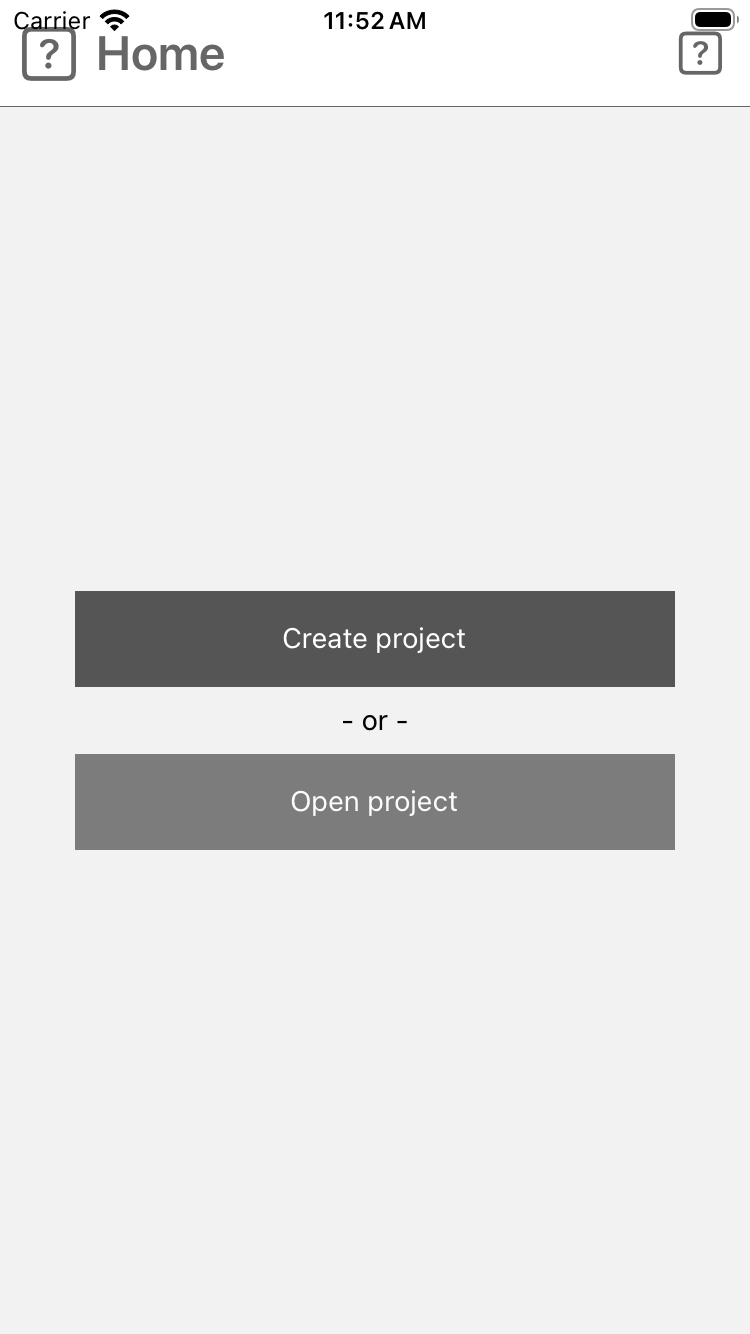 Carrier 11:52 AM
? Home ?
Create project
- or -
Open project